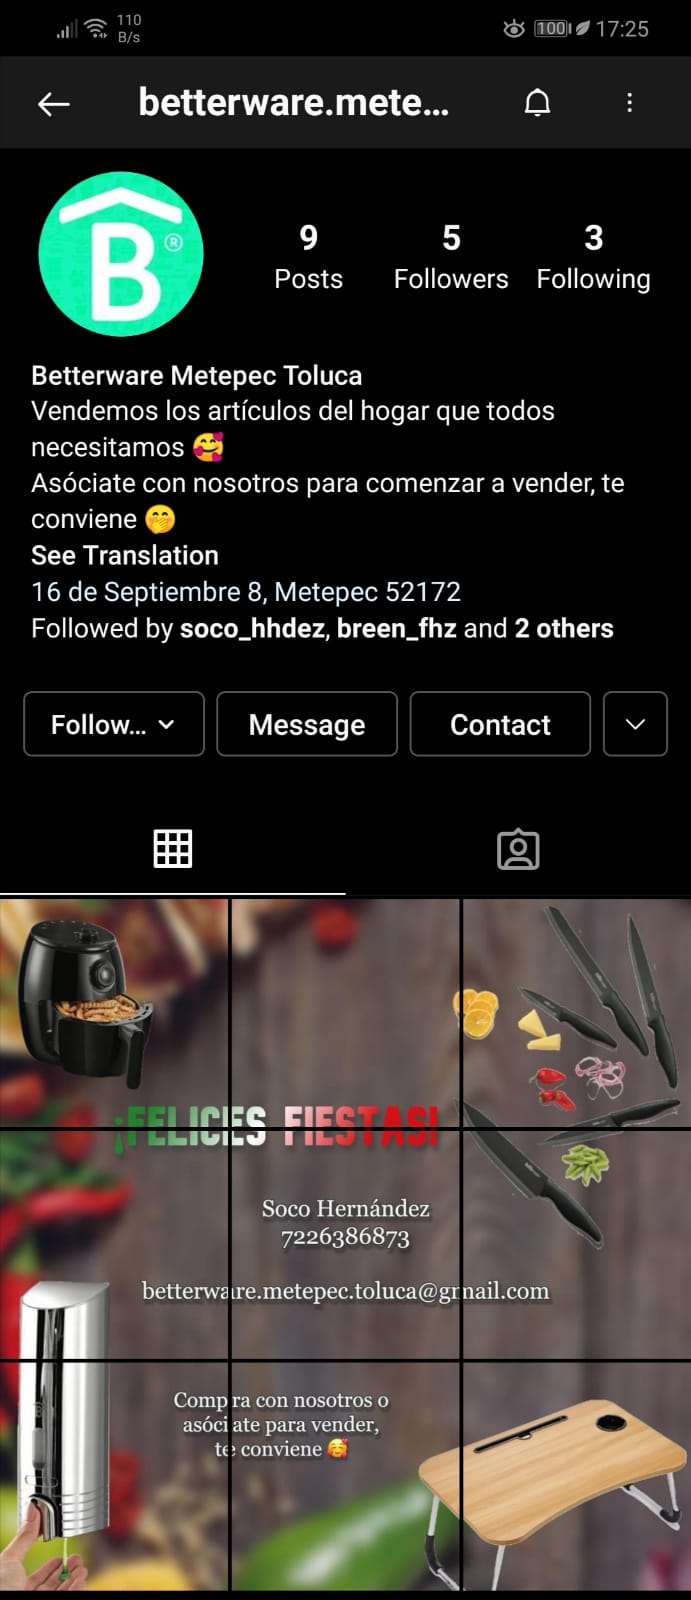 110
B/s
100
17:25
betterware.mete...
B®
9
Posts
5
Followers
3
Following
Betterware Metepec Toluca
Vendemos los artículos del hogar que todos
necesitamos 🥰
Asóciate con nosotros para comenzar a vender, te
conviene 🤭
See Translation
16 de Septiembre 8, Metepec 52172
Followed by soco_hhdez, breen_fhz and 2 others
Follow...
Message
Contact
¡FELICES FIESTAS!
Soco Hernández
7226386873
betterware.metepec.toluca@gmail.com
Compra con nosotros o
asóciate para vender,
te conviene 🥰